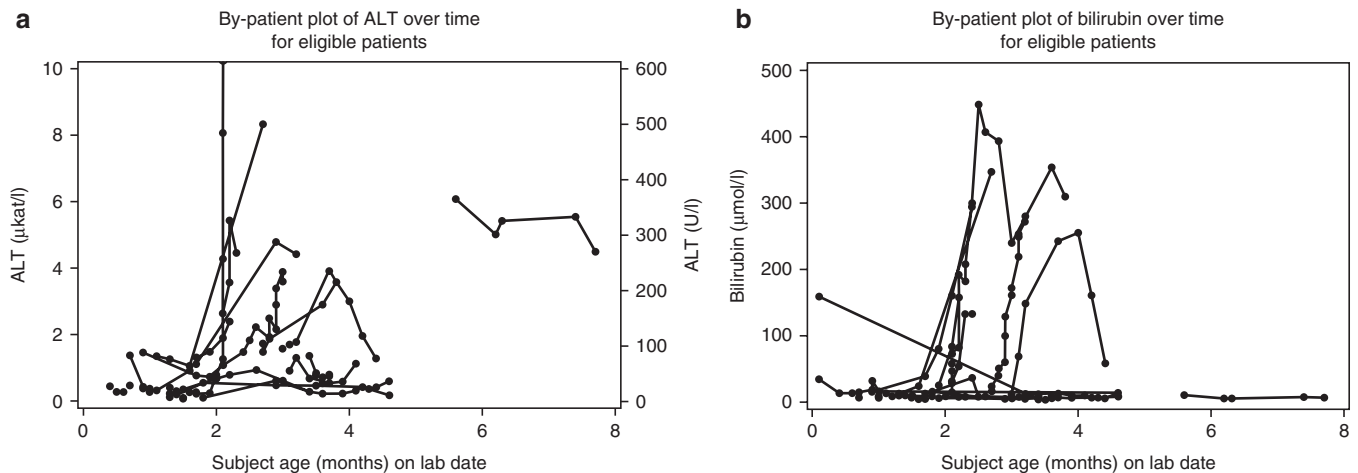 a
By-patient plot of ALT over time
for eligible patients
10
8
6
4
2
0
ALT (μkat/l)
600
500
400
300
200
100
0
ALT (U/l)
0 2 4 6 8
Subject age (months) on lab date
b
By-patient plot of bilirubin over time
for eligible patients
500
400
300
200
100
0
Bilirubin (μmol/l)
0 2 4 6 8
Subject age (months) on lab date